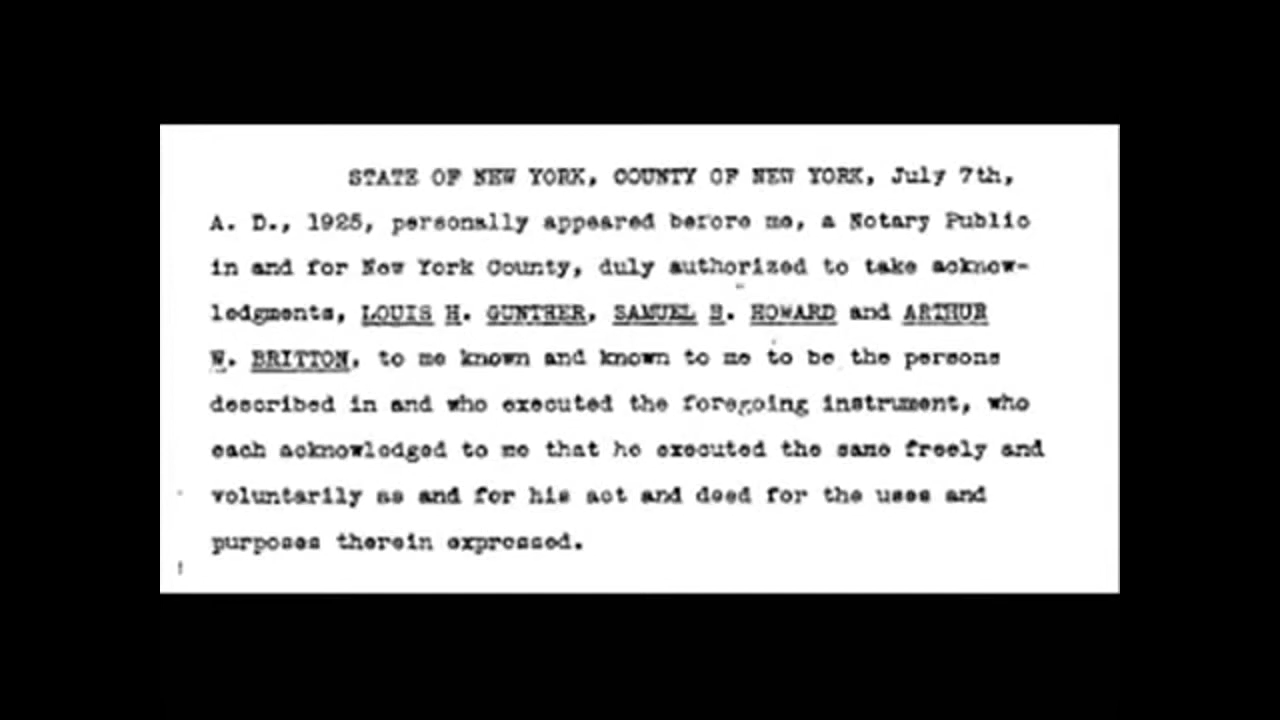 STATE OF NEW YORK, COUNTY OF NEW YORK, July 7th,
A. D., 1925, personally appeared before me, a Notary Public
in and for New York County, duly authorized to take acknow-
ledgments, LOUIS H. GUNTHER, SAMUEL B. HOWARD and ARTHUR
W. BRITTON, to me known and known to me to be the persons
described in and who executed the foregoing instrument, who
each acknowledged to me that he executed the same freely and
voluntarily as and for his act and deed for the uses and
purposes therein expressed.